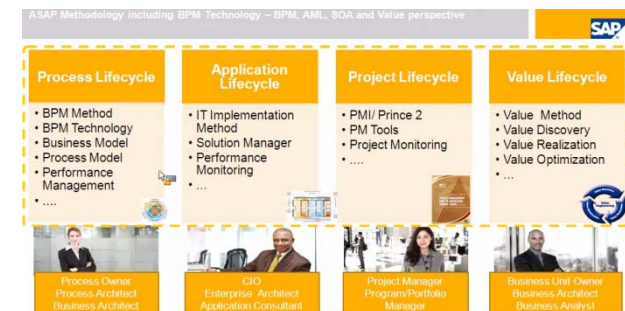 ASAP Methodology including BPM Technology – BPM, AML, SOA and Value perspective
SAP
Process Lifecycle
• BPM Method
• BPM Technology
• Business Model
• Process Model
• Performance
Management
• ....
Application
Lifecycle
• IT Implementation
Method
• Solution Manager
• Performance
Monitoring
• ...
Project Lifecycle
• PMI/ Prince 2
• PM Tools
• Project Monitoring
• ....
Value Lifecycle
• Value Method
• Value Discovery
• Value Realization
• Value Optimization
• ...
Process Owner
Process Architect
Business Architect
CIO
Enterprise Architect
Application Consultant
Project Manager
Program/Portfolio
Manager
Business Unit Owner
Business Architect
Business Analyst